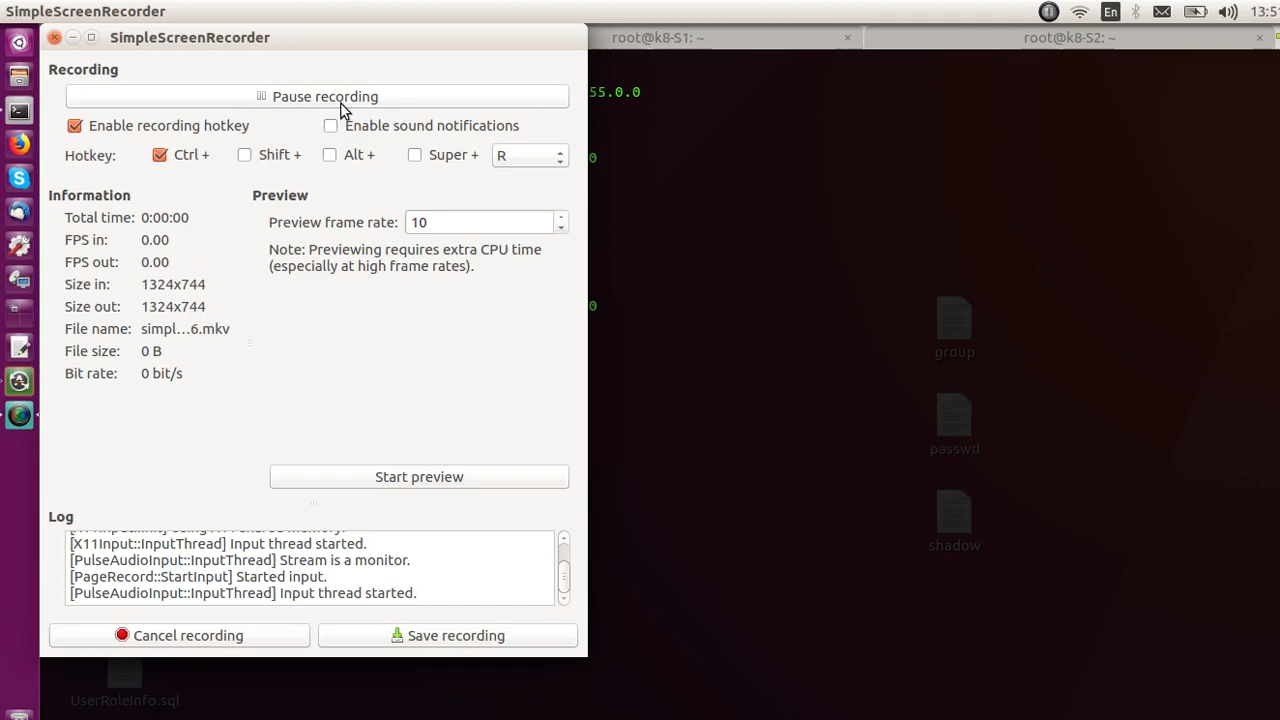 SimpleScreenRecorder
En
13:5
SimpleScreenRecorder
root@k8-S1: ~
root@k8-S2: ~
Recording
Pause recording
55.0.0
Enable recording hotkey
Enable sound notifications
Hotkey:
Ctrl +
Shift +
Alt +
Super +
R
0
Information
Preview
Total time: 0:00:00
Preview frame rate: 10
FPS in: 0.00
Note: Previewing requires extra CPU time
(especially at high frame rates).
FPS out: 0.00
Size in: 1324x744
Size out: 1324x744
0
File name: simpl...6.mkv
File size: 0 B
Bit rate: 0 bit/s
group
passwd
Start preview
Log
[X11Input::InputThread] Input thread started.
[PulseAudioInput::InputThread] Stream is a monitor.
[PageRecord::StartInput] Started input.
[PulseAudioInput::InputThread] Input thread started.
shadow
Cancel recording
Save recording
UserRoleInfo.sql